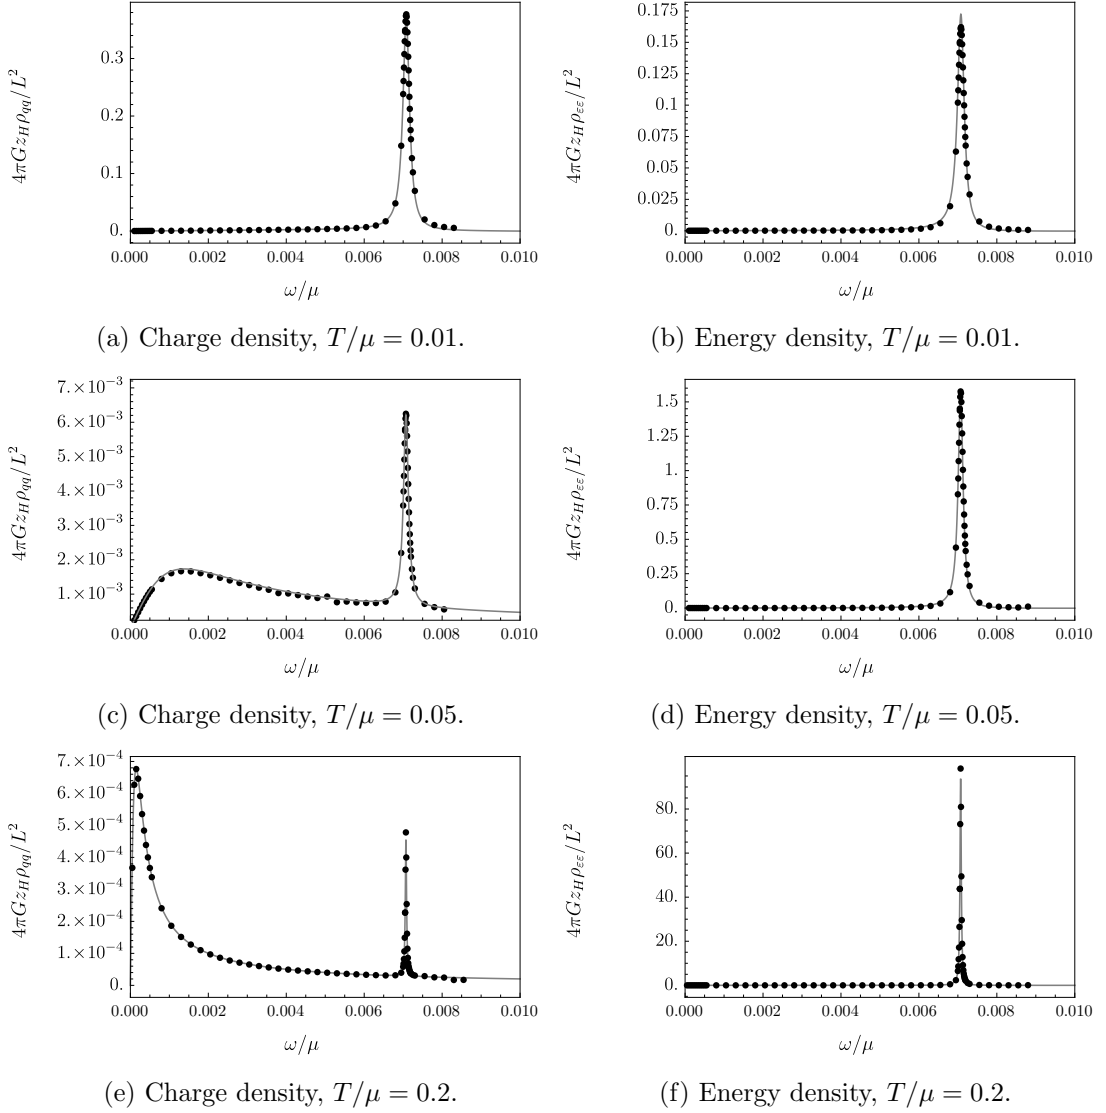 4πGz_Hρ_qq/L²
0.3
0.2
0.1
0.
0.000 0.002 0.004 0.006 0.008 0.010
ω/μ
(a) Charge density, T/μ = 0.01.
4πGz_Hρ_εε/L²
0.175
0.15
0.125
0.1
0.075
0.05
0.025
0.
0.000 0.002 0.004 0.006 0.008 0.010
ω/μ
(b) Energy density, T/μ = 0.01.
4πGz_Hρ_qq/L²
7.×10⁻³
6.×10⁻³
5.×10⁻³
4.×10⁻³
3.×10⁻³
2.×10⁻³
1.×10⁻³
0.000 0.002 0.004 0.006 0.008 0.010
ω/μ
(c) Charge density, T/μ = 0.05.
4πGz_Hρ_εε/L²
1.5
1.25
1.
0.75
0.5
0.25
0.
0.000 0.002 0.004 0.006 0.008 0.010
ω/μ
(d) Energy density, T/μ = 0.05.
4πGz_Hρ_qq/L²
7.×10⁻⁴
6.×10⁻⁴
5.×10⁻⁴
4.×10⁻⁴
3.×10⁻⁴
2.×10⁻⁴
1.×10⁻⁴
0.
0.000 0.002 0.004 0.006 0.008 0.010
ω/μ
(e) Charge density, T/μ = 0.2.
4πGz_Hρ_εε/L²
80.
60.
40.
20.
0.
0.000 0.002 0.004 0.006 0.008 0.010
ω/μ
(f) Energy density, T/μ = 0.2.